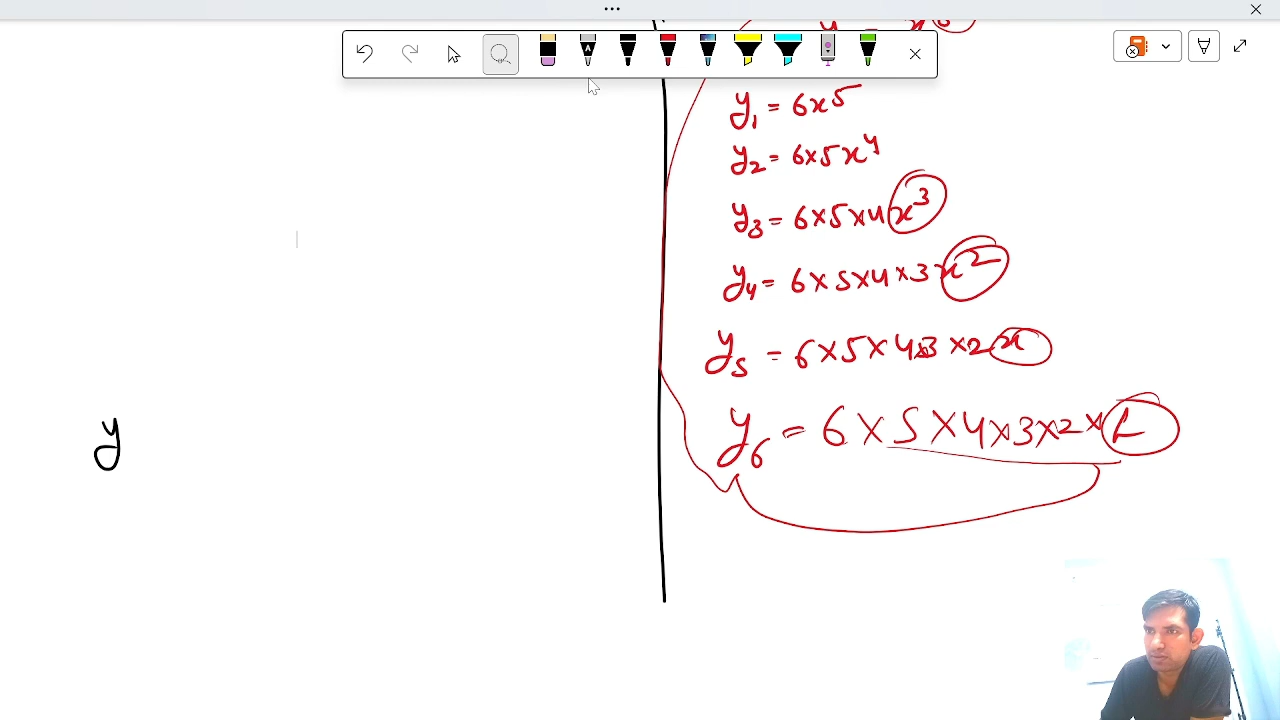 y₁ = 6x⁵
y₂ = 6×5x⁴
y₃ = 6×5×4x³
y₄ = 6×5×4×3x²
y₅ = 6×5×4×3×2x
y₆ = 6×5×4×3×2×1
y